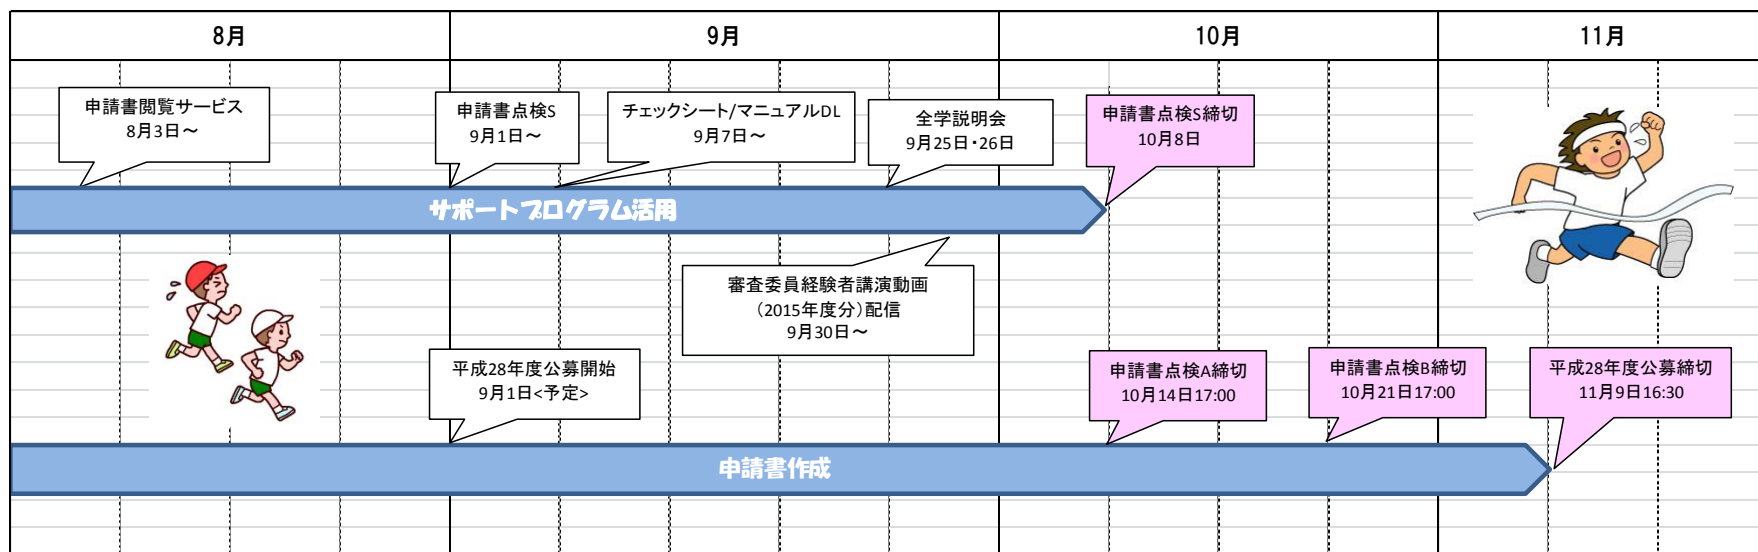 8月
9月
10月
11月
申請書閲覧サービス
8月3日～
申請書点検S
9月1日～
チェックシート/マニュアルDL
9月7日～
全学説明会
9月25日・26日
申請書点検S締切
10月8日
サポートプログラム活用
審査委員経験者講演動画
（2015年度分）配信
9月30日～
平成28年度公募開始
9月1日<予定>
申請書点検A締切
10月14日17:00
申請書点検B締切
10月21日17:00
平成28年度公募締切
11月9日16:30
申請書作成